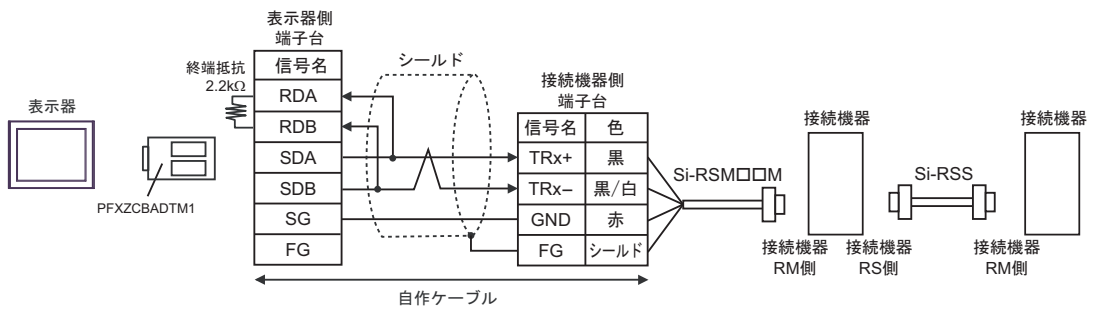 表示器
PFXZCBADTM1
終端抵抗
2.2kΩ
表示器側
端子台
信号名
RDA
RDB
SDA
SDB
SG
FG
シールド
接続機器側
端子台
信号名 色
TRx+ 黒
TRx– 黒/白
GND 赤
FG シールド
自作ケーブル
Si-RSM□□M
接続機器
接続機器
RM側
接続機器
RS側
Si-RSS
接続機器
接続機器
RM側